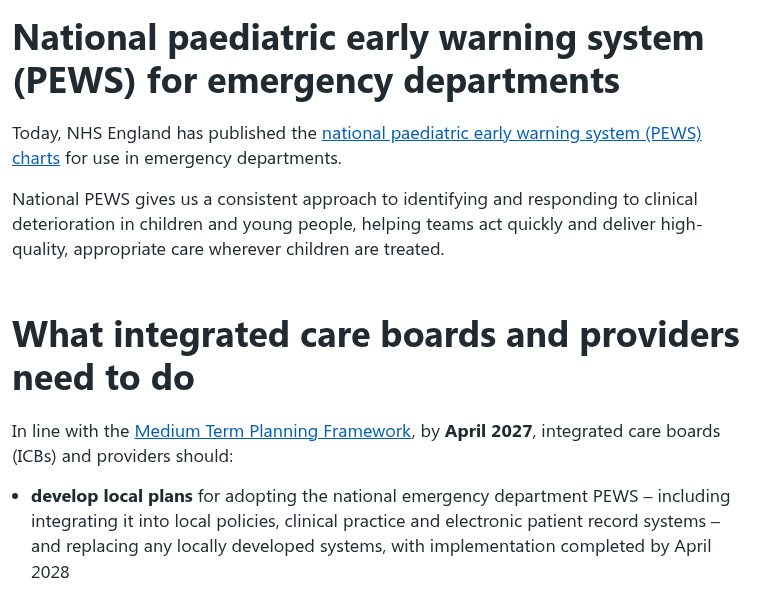 National paediatric early warning system
(PEWS) for emergency departments
Today, NHS England has published the national paediatric early warning system (PEWS)
charts for use in emergency departments.
National PEWS gives us a consistent approach to identifying and responding to clinical
deterioration in children and young people, helping teams act quickly and deliver high-
quality, appropriate care wherever children are treated.
What integrated care boards and providers
need to do
In line with the Medium Term Planning Framework, by April 2027, integrated care boards
(ICBs) and providers should:
• develop local plans for adopting the national emergency department PEWS – including
integrating it into local policies, clinical practice and electronic patient record systems –
and replacing any locally developed systems, with implementation completed by April
2028